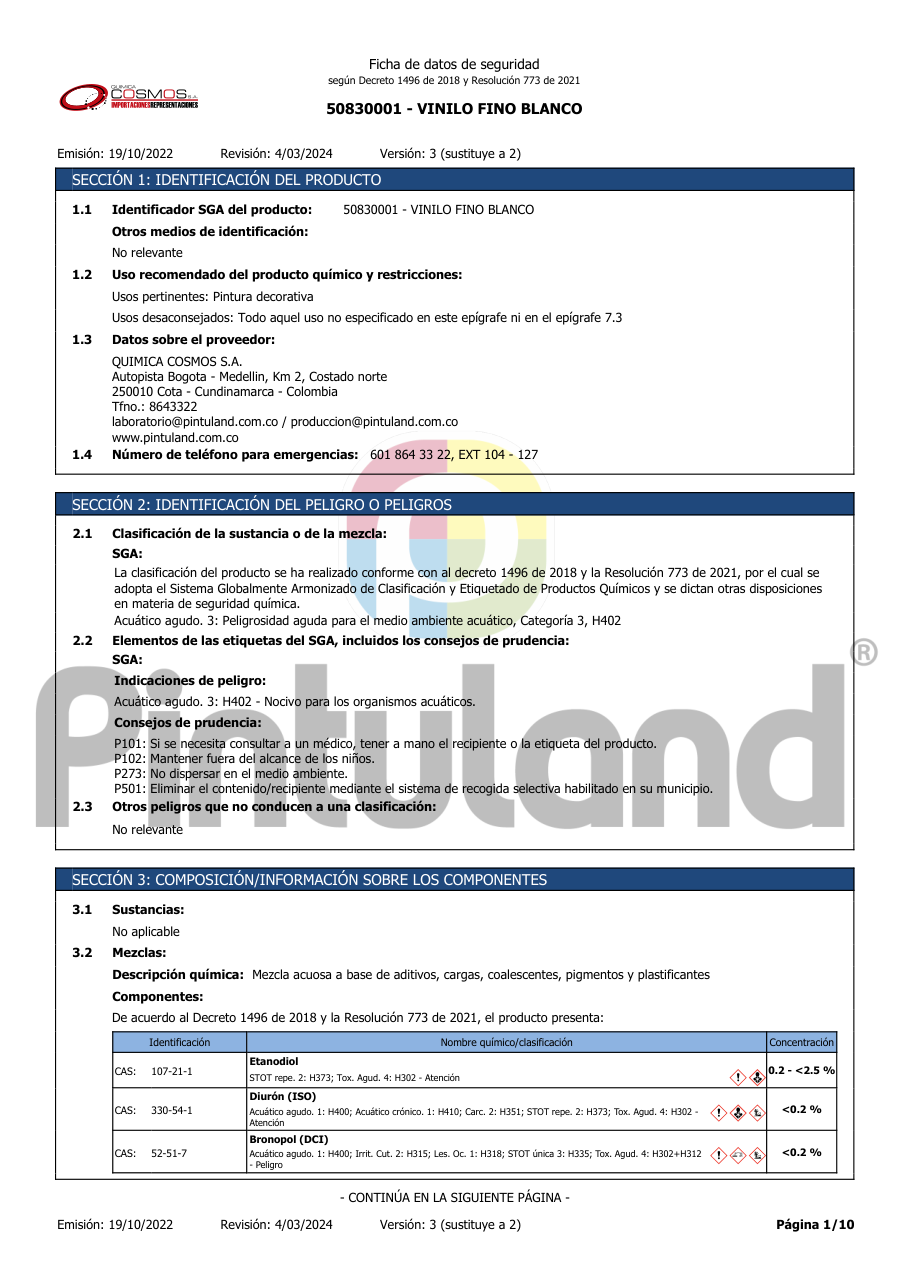 Ficha de datos de seguridad
según Decreto 1496 de 2018 y Resolución 773 de 2021
QUIMICA
COSMOS S.A.
IMPORTACIONES REPRESENTACIONES
50830001 - VINILO FINO BLANCO
Emisión: 19/10/2022 Revisión: 4/03/2024 Versión: 3 (sustituye a 2)
SECCIÓN 1: IDENTIFICACIÓN DEL PRODUCTO
1.1 Identificador SGA del producto: 50830001 - VINILO FINO BLANCO
Otros medios de identificación:
No relevante
1.2 Uso recomendado del producto químico y restricciones:
Usos pertinentes: Pintura decorativa
Usos desaconsejados: Todo aquel uso no especificado en este epígrafe ni en el epígrafe 7.3
1.3 Datos sobre el proveedor:
QUIMICA COSMOS S.A.
Autopista Bogota - Medellin, Km 2, Costado norte
250010 Cota - Cundinamarca - Colombia
Tfno.: 8643322
laboratorio@pintuland.com.co / produccion@pintuland.com.co
www.pintuland.com.co
1.4 Número de teléfono para emergencias: 601 864 33 22, EXT 104 - 127
SECCIÓN 2: IDENTIFICACIÓN DEL PELIGRO O PELIGROS
2.1 Clasificación de la sustancia o de la mezcla:
SGA:
La clasificación del producto se ha realizado conforme con al decreto 1496 de 2018 y la Resolución 773 de 2021, por el cual se
adopta el Sistema Globalmente Armonizado de Clasificación y Etiquetado de Productos Químicos y se dictan otras disposiciones
en materia de seguridad química.
Acuático agudo. 3: Peligrosidad aguda para el medio ambiente acuático, Categoría 3, H402
2.2 Elementos de las etiquetas del SGA, incluidos los consejos de prudencia:
SGA:
Indicaciones de peligro:
Acuático agudo. 3: H402 - Nocivo para los organismos acuáticos.
Consejos de prudencia:
P101: Si se necesita consultar a un médico, tener a mano el recipiente o la etiqueta del producto.
P102: Mantener fuera del alcance de los niños.
P273: No dispersar en el medio ambiente.
P501: Eliminar el contenido/recipiente mediante el sistema de recogida selectiva habilitado en su municipio.
Pintuland®
2.3 Otros peligros que no conducen a una clasificación:
No relevante
SECCIÓN 3: COMPOSICIÓN/INFORMACIÓN SOBRE LOS COMPONENTES
3.1 Sustancias:
No aplicable
3.2 Mezclas:
Descripción química: Mezcla acuosa a base de aditivos, cargas, coalescentes, pigmentos y plastificantes
Componentes:
De acuerdo al Decreto 1496 de 2018 y la Resolución 773 de 2021, el producto presenta:
Identificación Nombre químico/clasificación Concentración
Etanodiol
CAS: 107-21-1 0.2 - <2.5 %
STOT repe. 2: H373; Tox. Agud. 4: H302 - Atención
Diurón (ISO)
CAS: 330-54-1 <0.2 %
Acuático agudo. 1: H400; Acuático crónico. 1: H410; Carc. 2: H351; STOT repe. 2: H373; Tox. Agud. 4: H302 -
Atención
Bronopol (DCI)
CAS: 52-51-7 <0.2 %
Acuático agudo. 1: H400; Irrit. Cut. 2: H315; Les. Oc. 1: H318; STOT única 3: H335; Tox. Agud. 4: H302+H312
- Peligro
- CONTINÚA EN LA SIGUIENTE PÁGINA -
Emisión: 19/10/2022 Revisión: 4/03/2024 Versión: 3 (sustituye a 2) Página 1/10